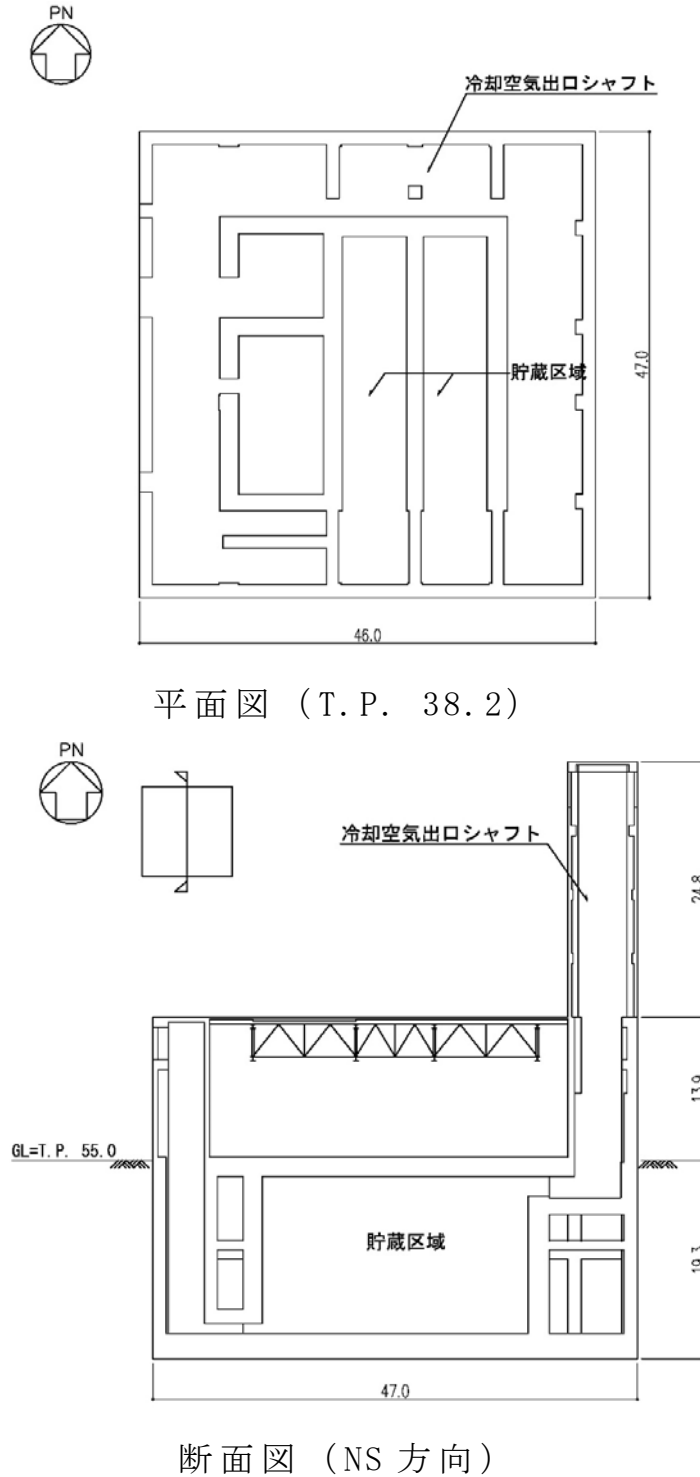 PN
冷却空気出口シャフト
貯蔵区域
47.0
46.0
平面図 (T.P. 38.2)
PN
冷却空気出口シャフト
24.8
13.9
GL=T.P. 55.0
貯蔵区域
19.3
47.0
断面図 (NS 方向)